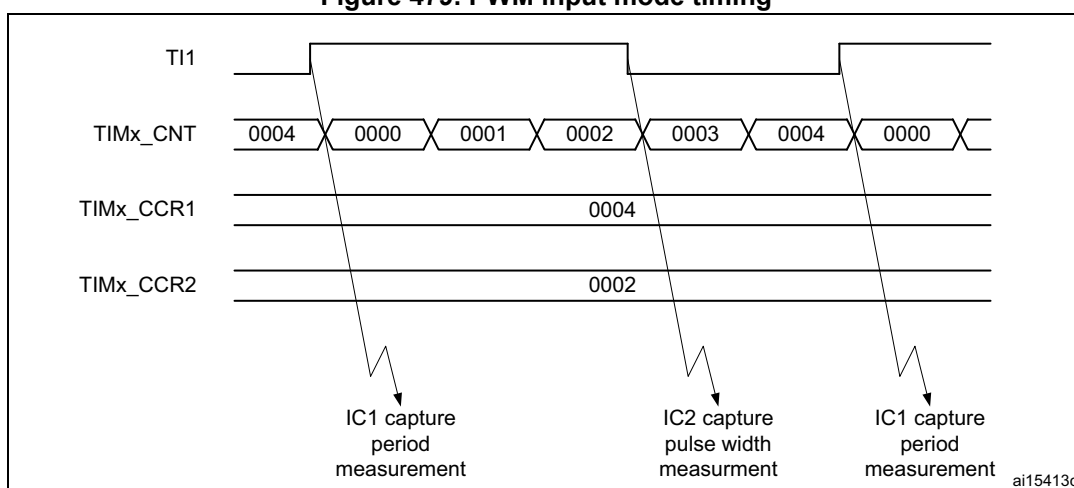 Figure 479. PWM input mode timing
TI1
TIMx_CNT 0004 0000 0001 0002 0003 0004 0000
TIMx_CCR1 0004
TIMx_CCR2 0002
IC1 capture
period
measurement
IC2 capture
pulse width
measurment
IC1 capture
period
measurement